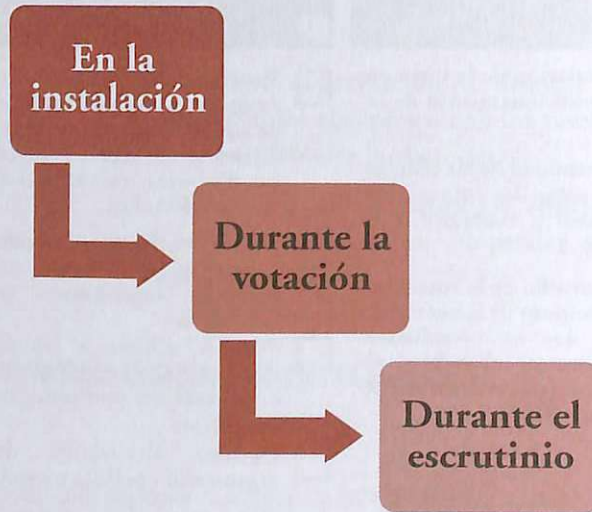 En la
instalación
Durante la
votación
Durante el
escrutinio